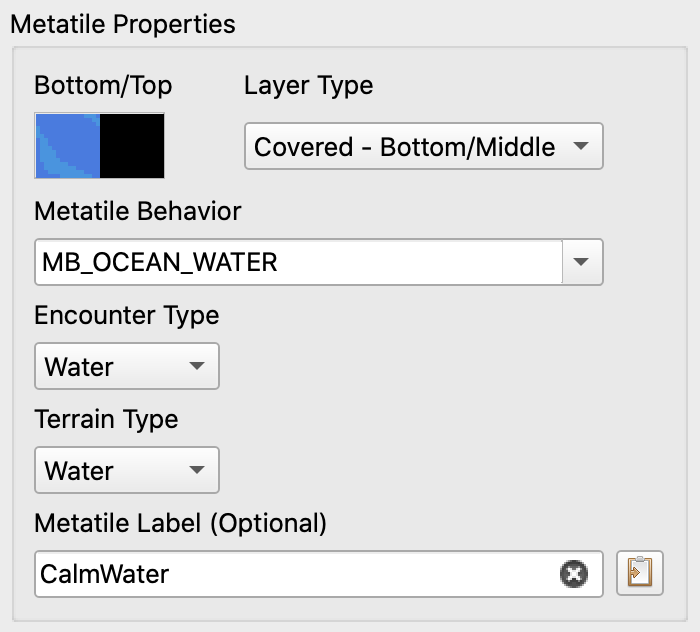 Metatile Properties
Bottom/Top
Layer Type
Covered - Bottom/Middle
Metatile Behavior
MB_OCEAN_WATER
Encounter Type
Water
Terrain Type
Water
Metatile Label (Optional)
CalmWater